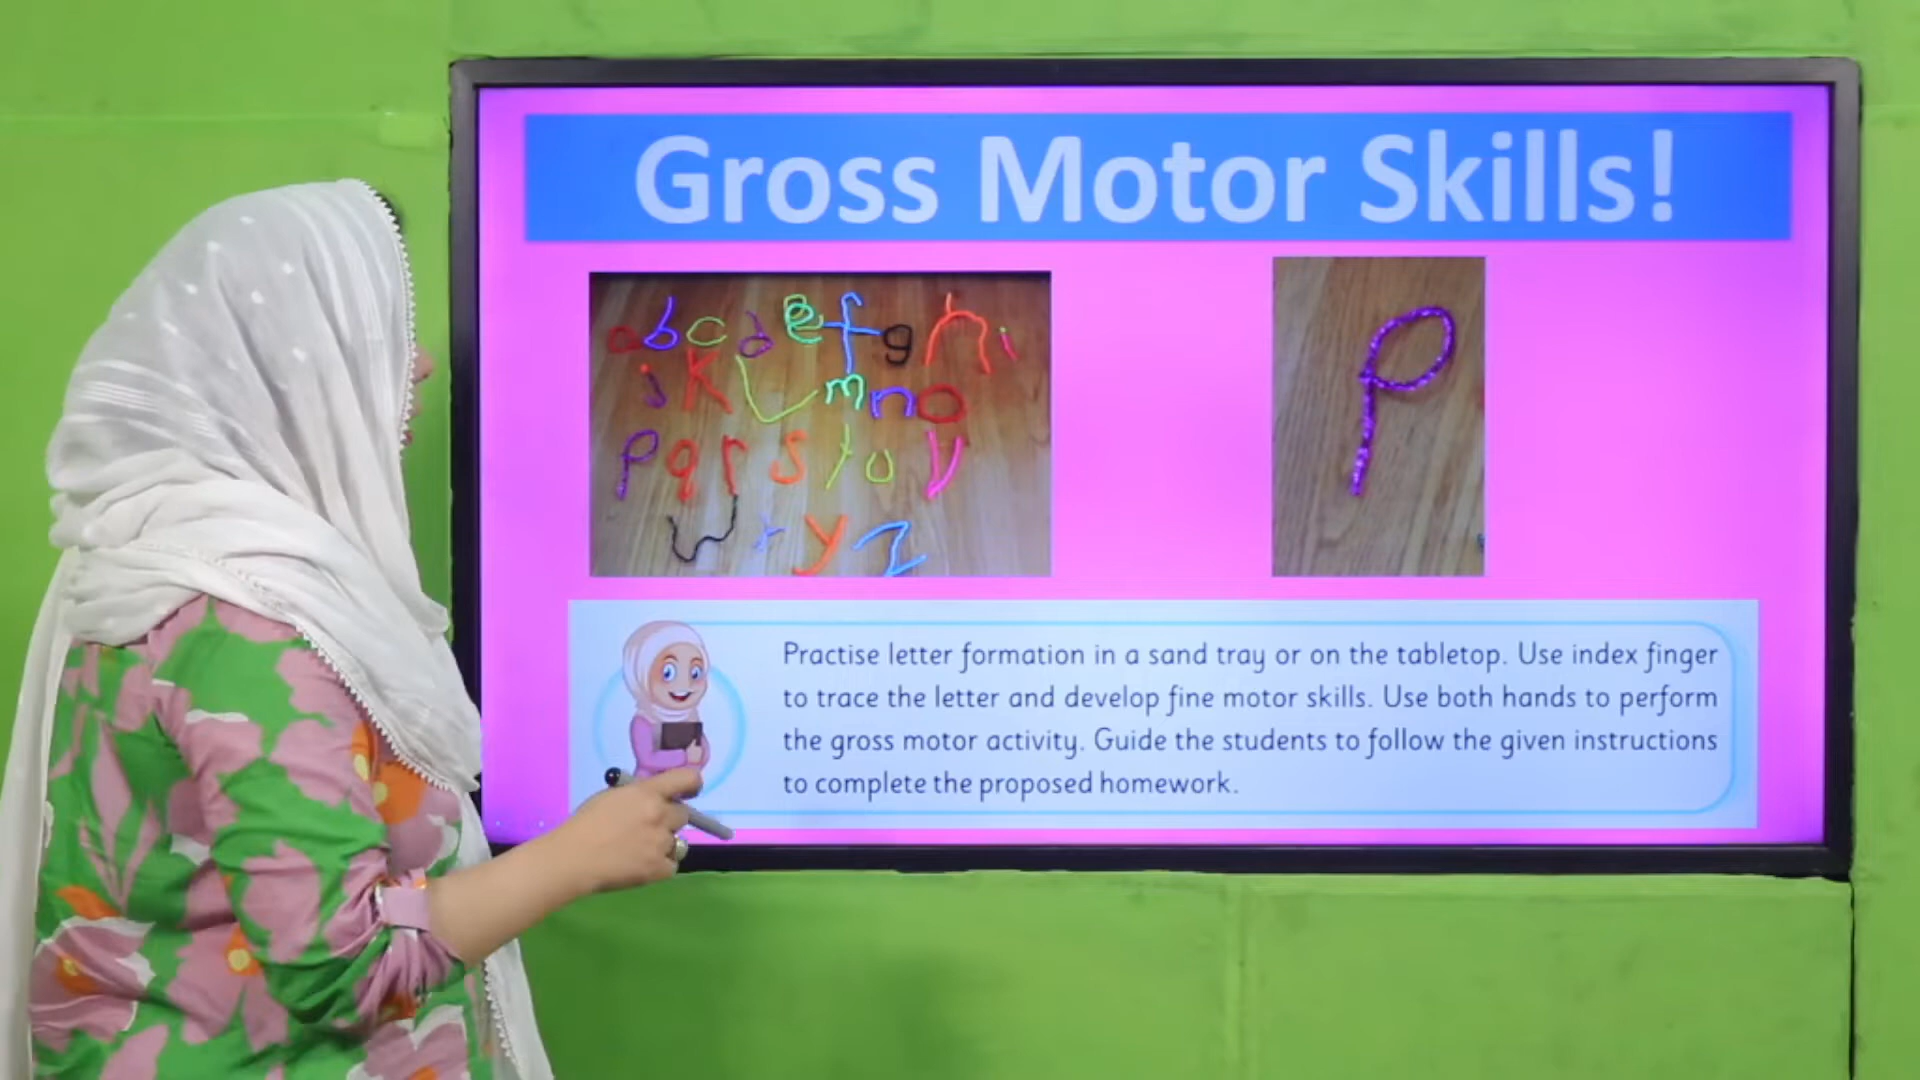 Gross Motor Skills!
a b c d e f g h i
j k L m n o
p q r s t u v
w x y z
p
Practise letter formation in a sand tray or on the tabletop. Use index finger
to trace the letter and develop fine motor skills. Use both hands to perform
the gross motor activity. Guide the students to follow the given instructions
to complete the proposed homework.